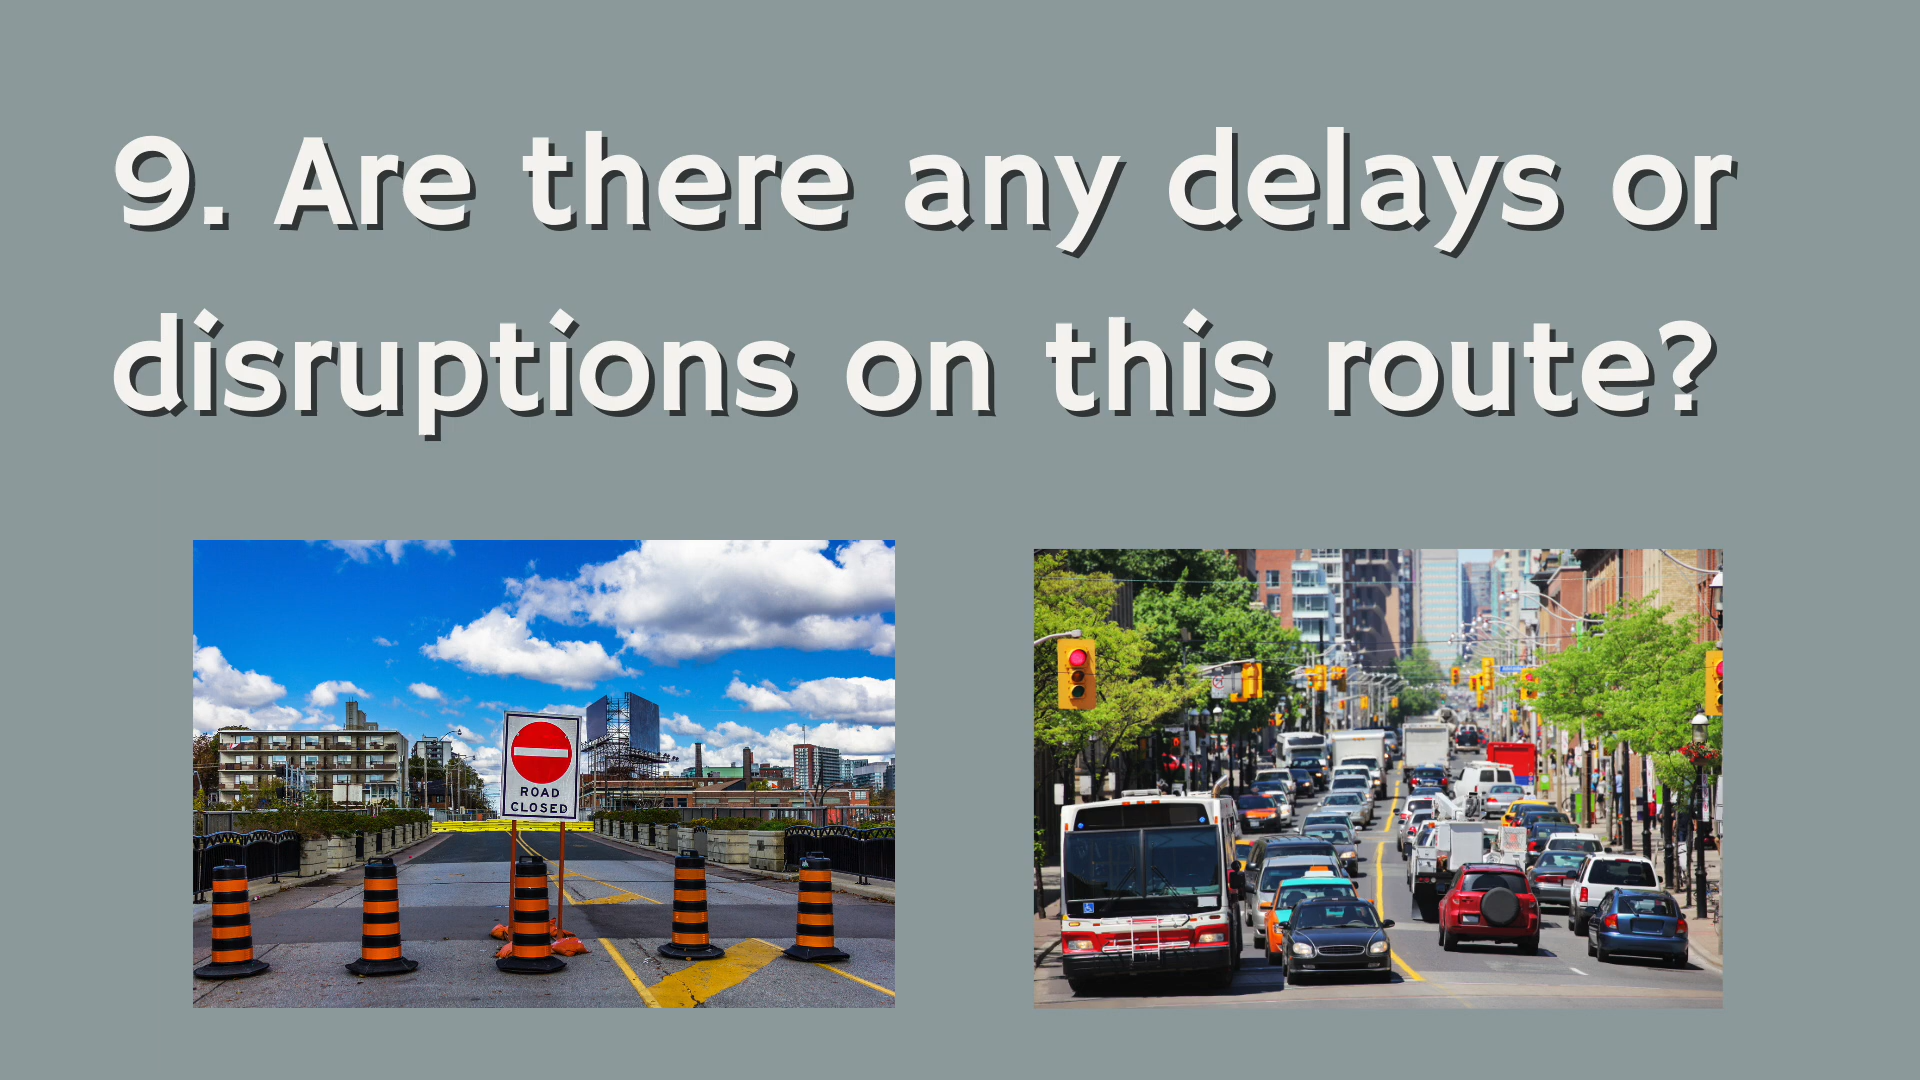 9. Are there any delays or
disruptions on this route?
ROAD
CLOSED